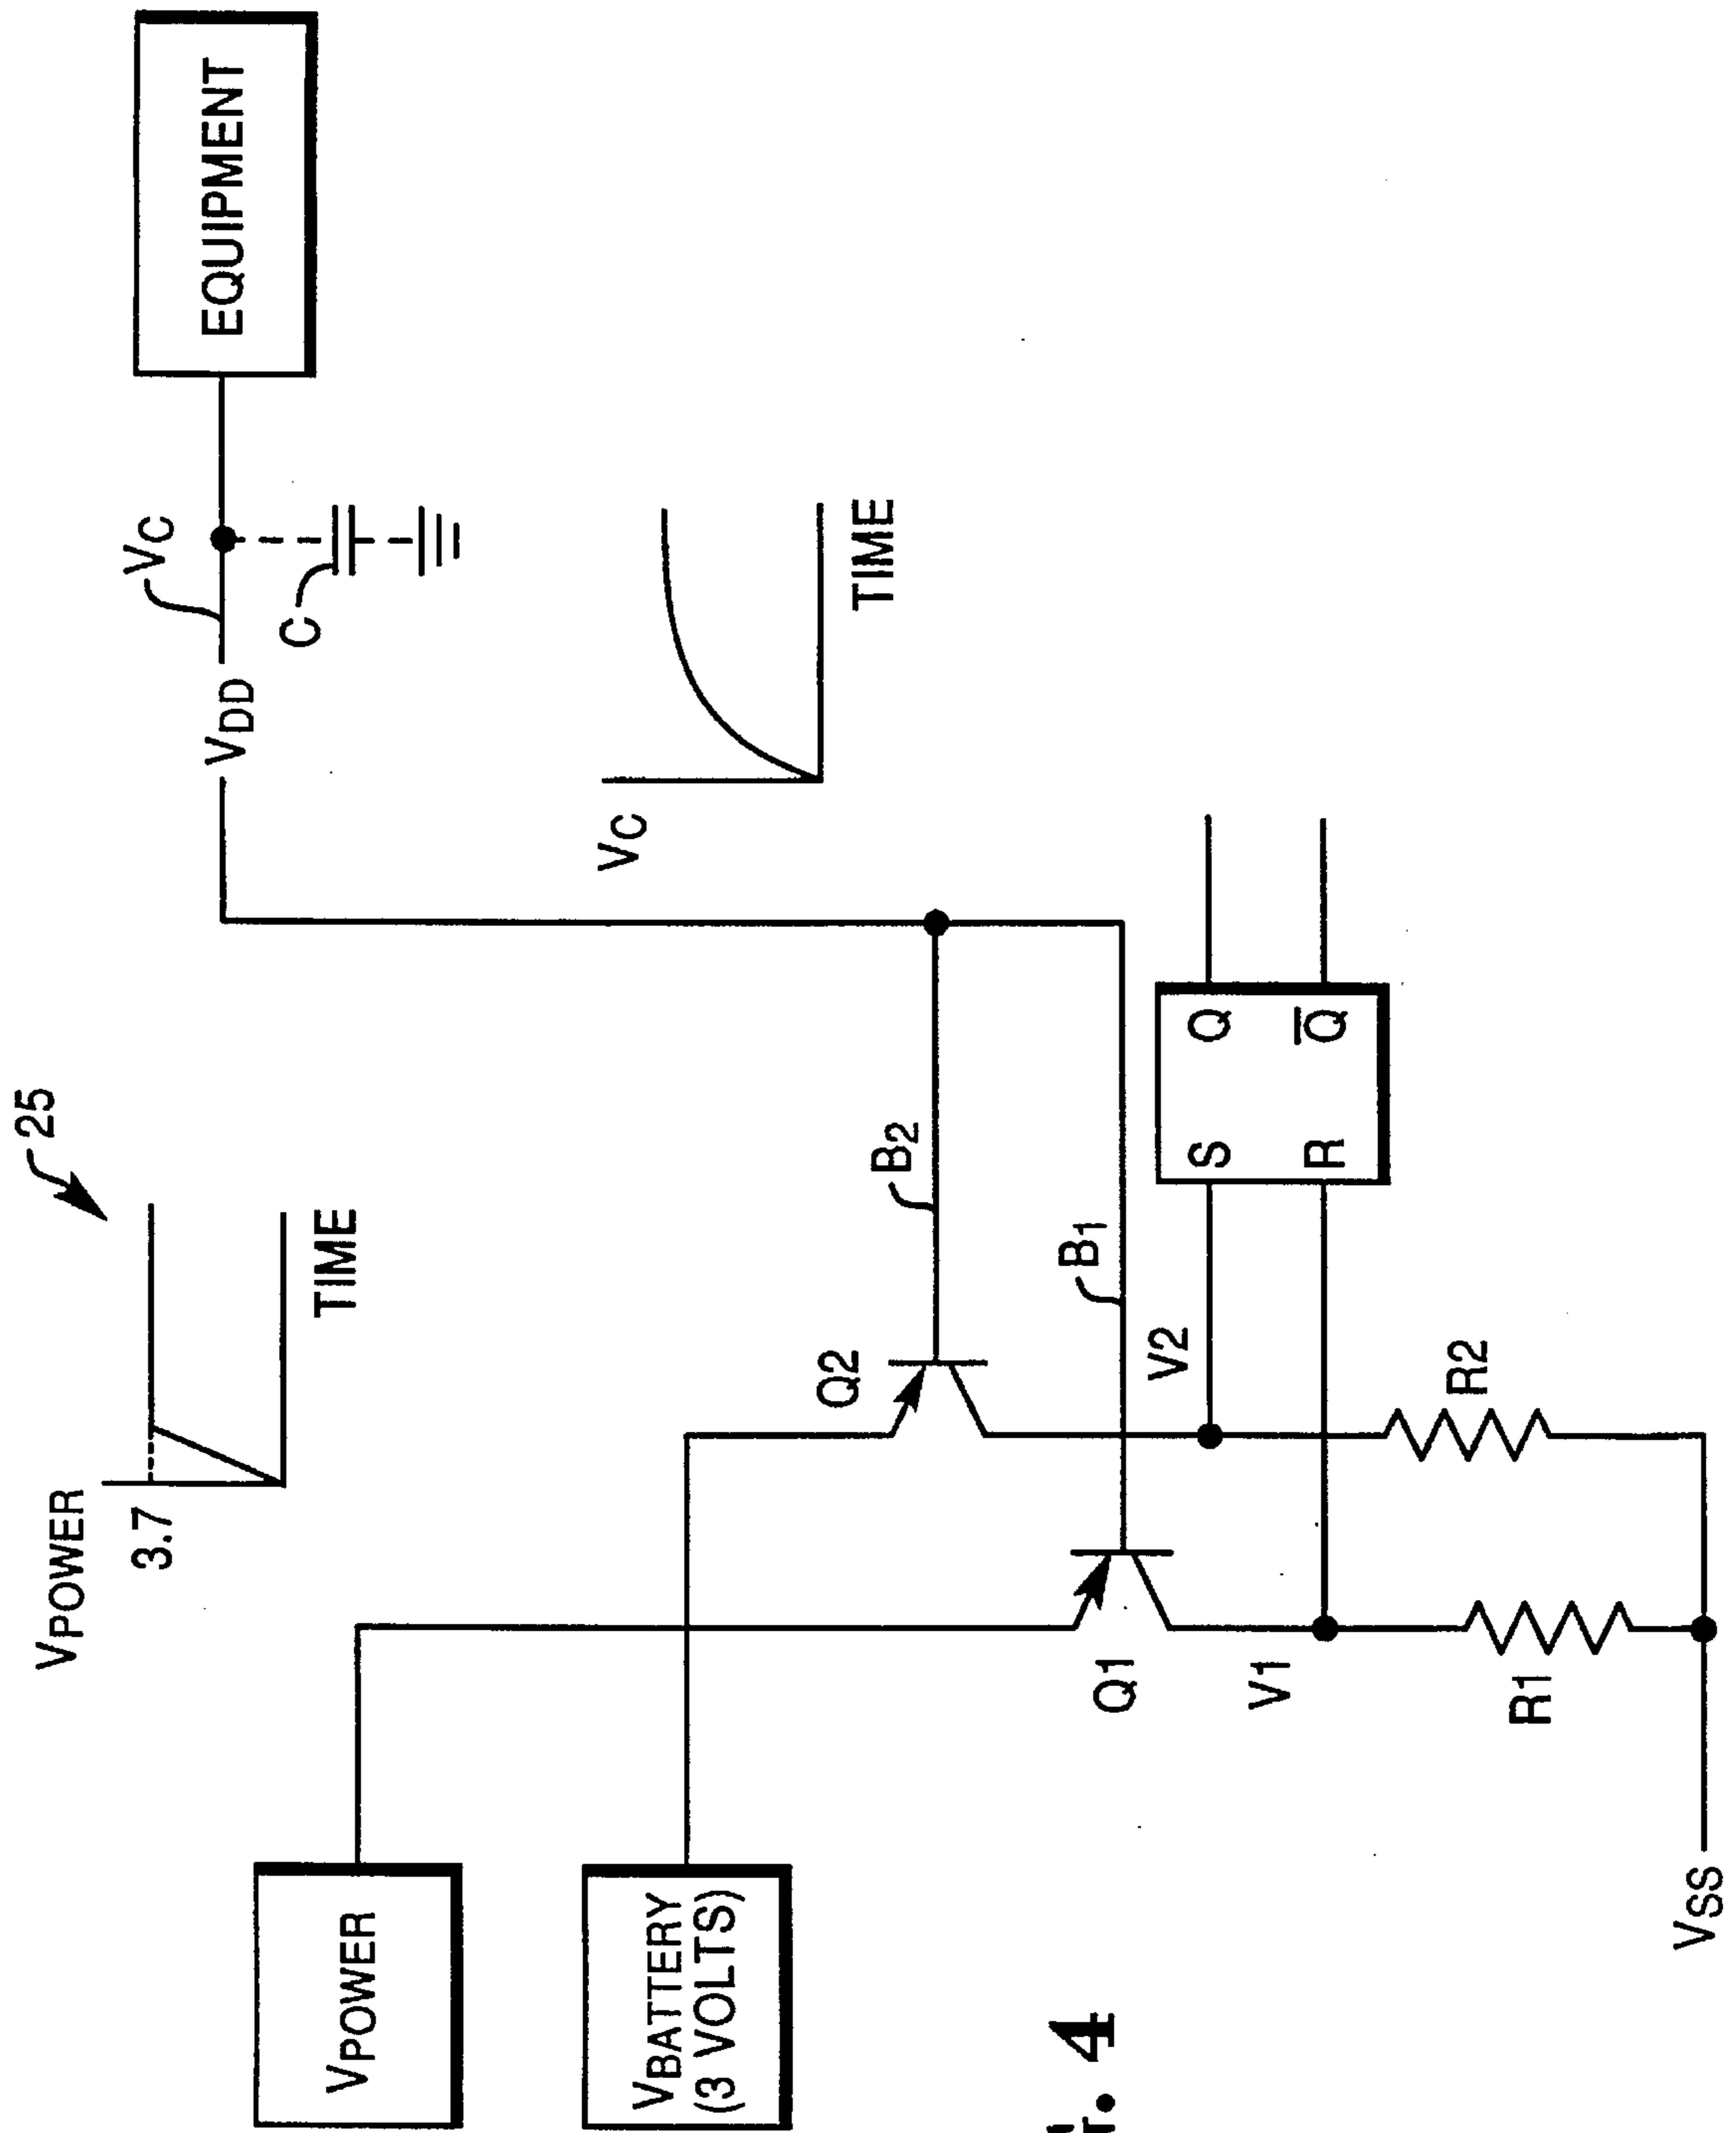 VPOWER
3.7
TIME
25
VPOWER
VBATTERY
(3 VOLTS)
VDD
VC
C
EQUIPMENT
VC
TIME
Q2
B2
Q1
B1
V1
V2
S
Q
R
Q̅
R1
R2
VSS
4